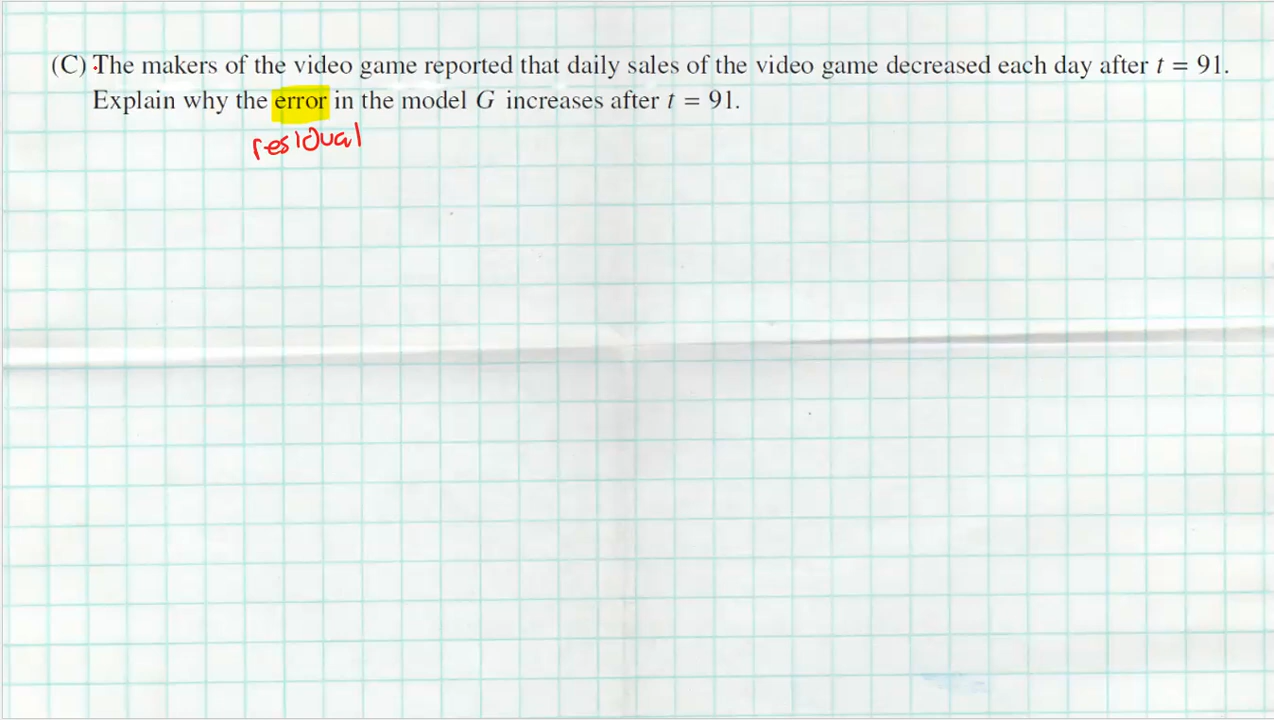 (C) The makers of the video game reported that daily sales of the video game decreased each day after t = 91.
Explain why the error in the model G increases after t = 91.
residual